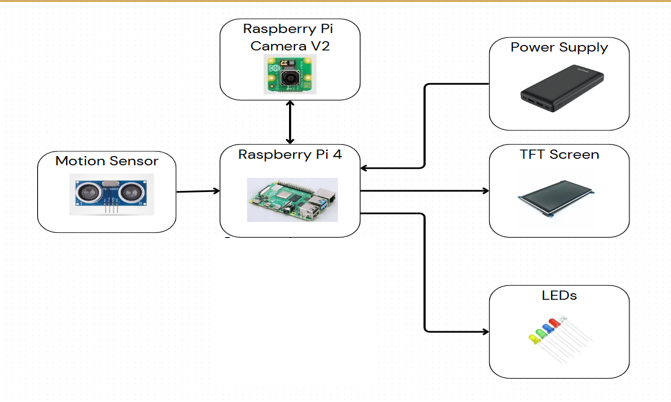 Raspberry Pi
Camera V2
Power Supply
Motion Sensor
Raspberry Pi 4
TFT Screen
LEDs